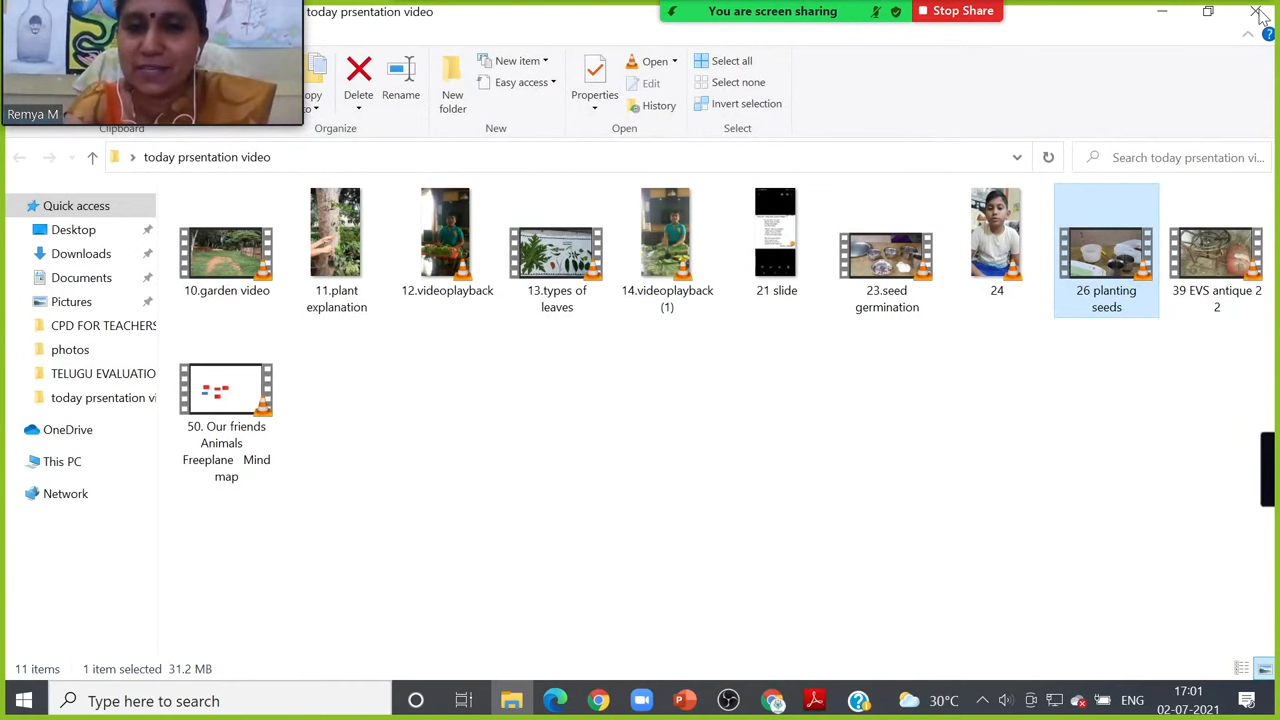 today prsentation video
You are screen sharing
Stop Share
Remya M
Delete
Rename
New folder
New item
Easy access
Properties
Open
Edit
History
Select all
Select none
Invert selection
Clipboard
Organize
New
Open
Select
today prsentation video
Search today prsentation vi...
Quick access
Desktop
Downloads
Documents
Pictures
CPD FOR TEACHERS
photos
TELUGU EVALUATIO
today prsentation vi
OneDrive
This PC
Network
10.garden video
11.plant
explanation
12.videoplayback
13.types of
leaves
14.videoplayback
(1)
21 slide
23.seed
germination
24
26 planting
seeds
39 EVS antique 2
2
50. Our friends
Animals
Freeplane Mind
map
11 items
1 item selected 31.2 MB
Type here to search
30°C
ENG
17:01
02-07-2021